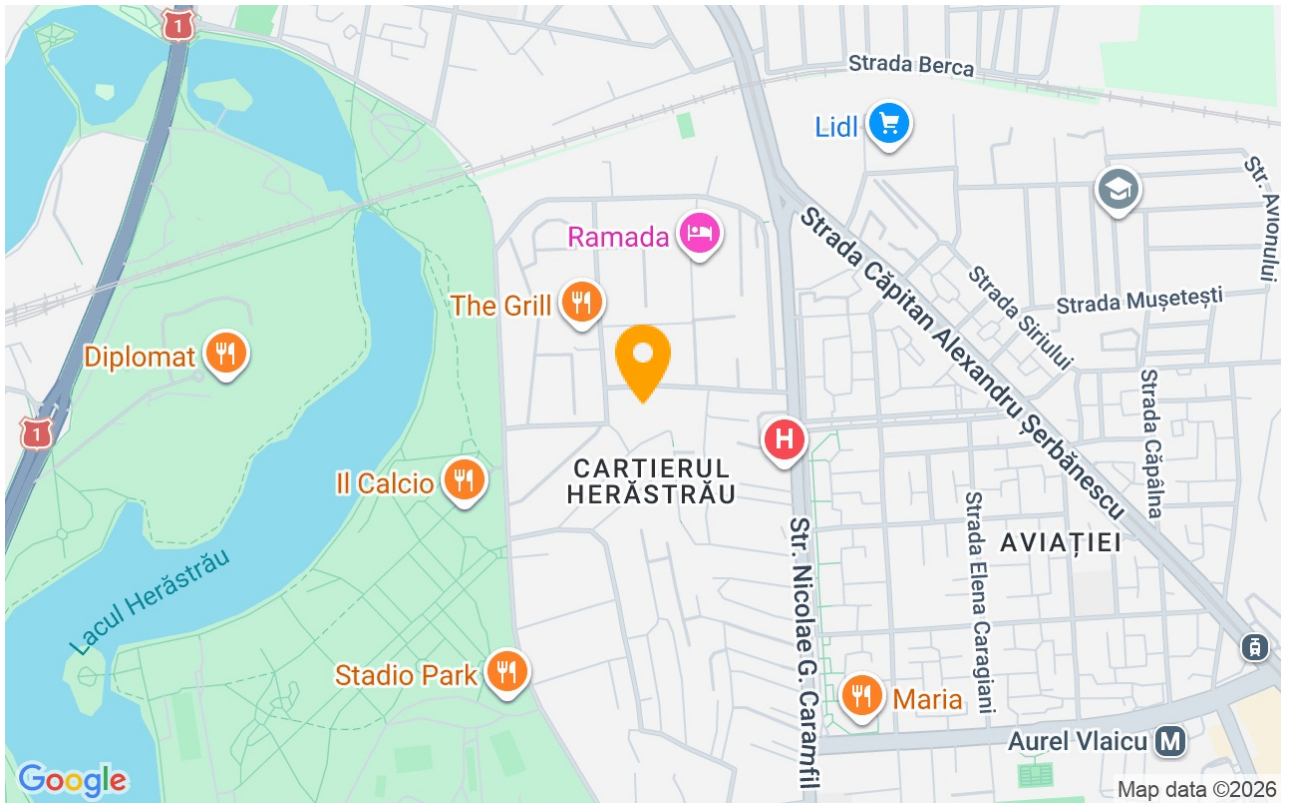 1
Strada Berca
Lidl
Str. Avionului
Ramada
Strada Căpitan Alexandru Șerbănescu
The Grill
Strada Siriului
Strada Mușetești
Diplomat
Strada Căpâlna
1
H
Il Calcio
CARTIERUL
HERĂSTRĂU
Str. Nicolae G. Caramfil
Strada Elena Caragiani
AVIAȚIEI
Lacul Herăstrău
Stadio Park
Maria
Aurel Vlaicu M
Google
Map data ©2026